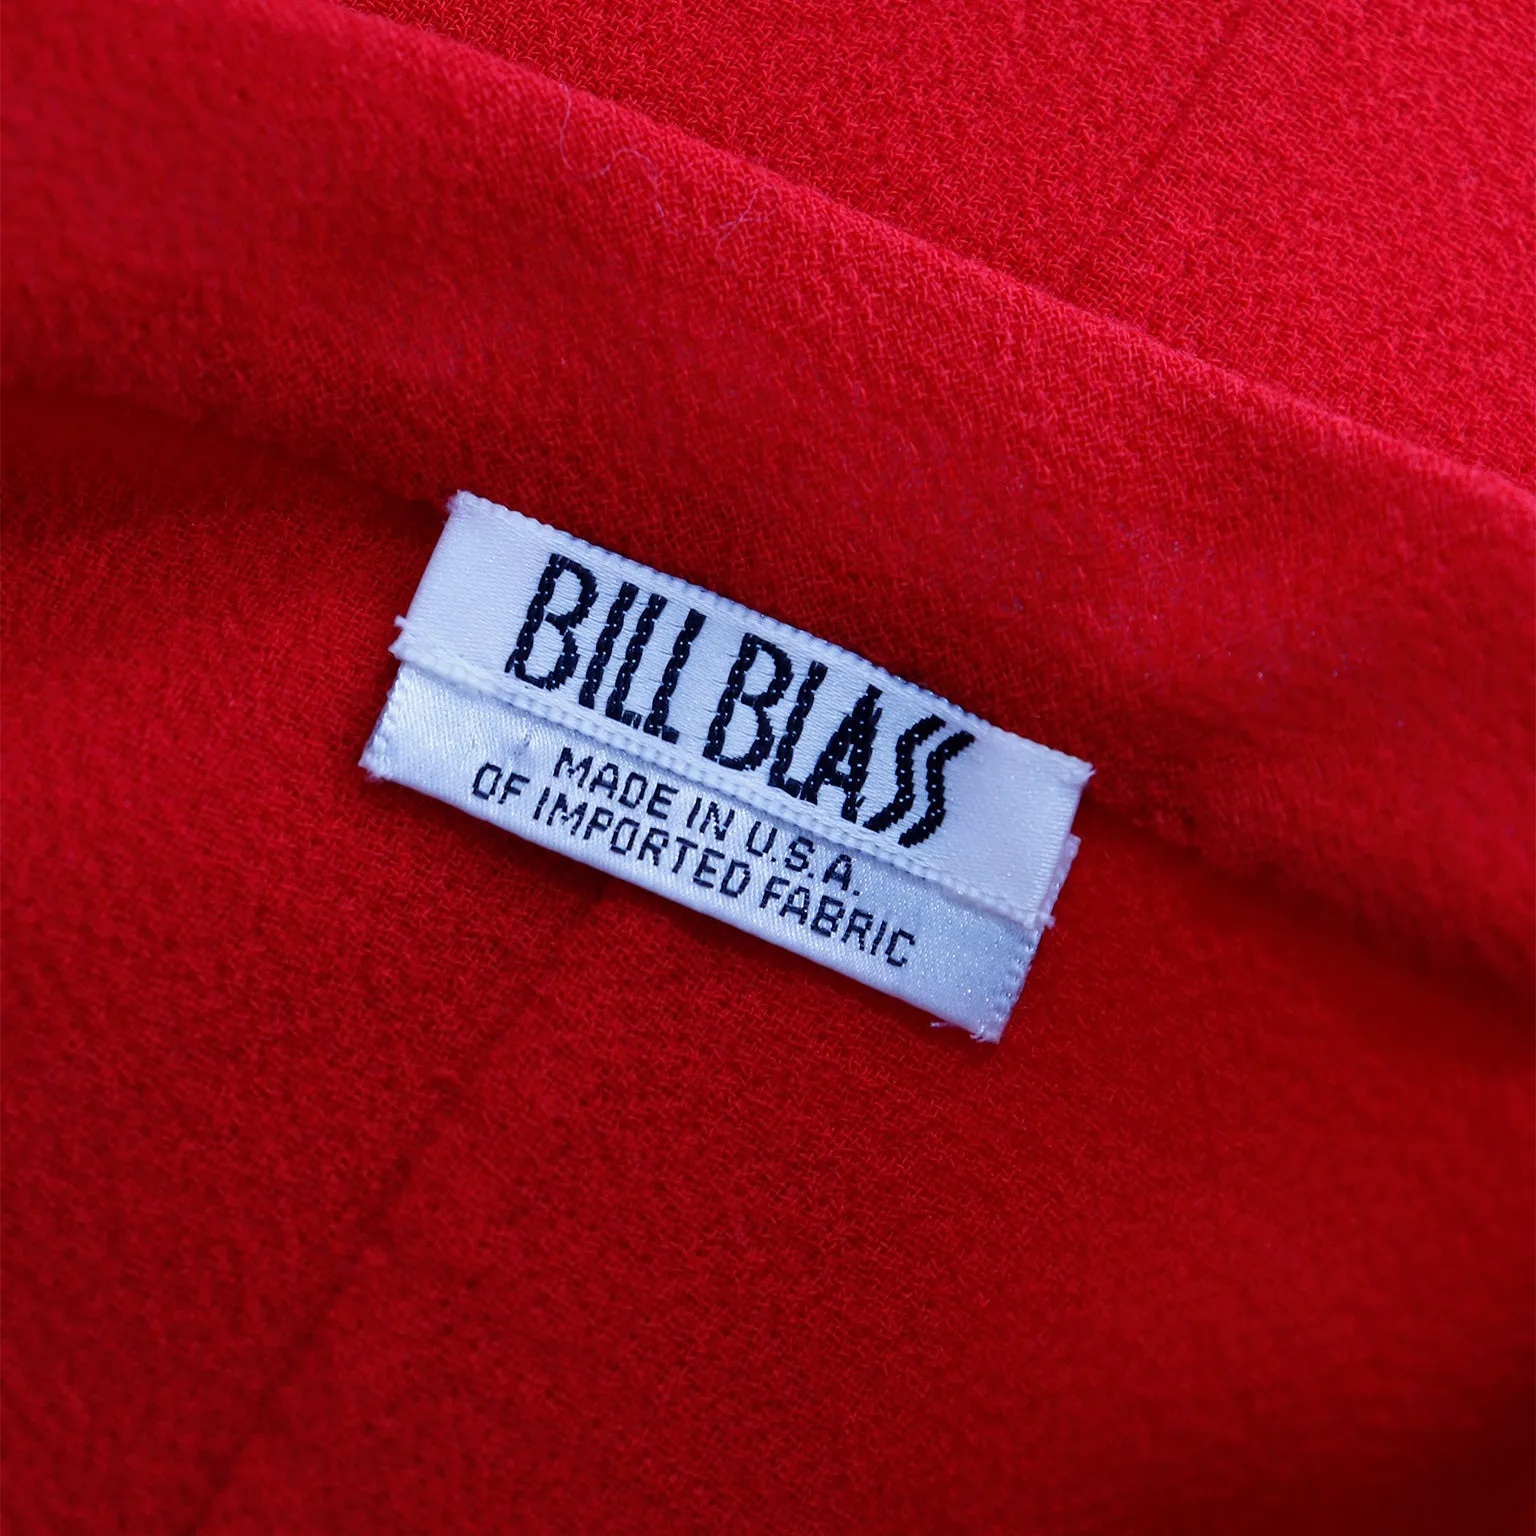 BILL BLASS
MADE IN U.S.A.
OF IMPORTED FABRIC